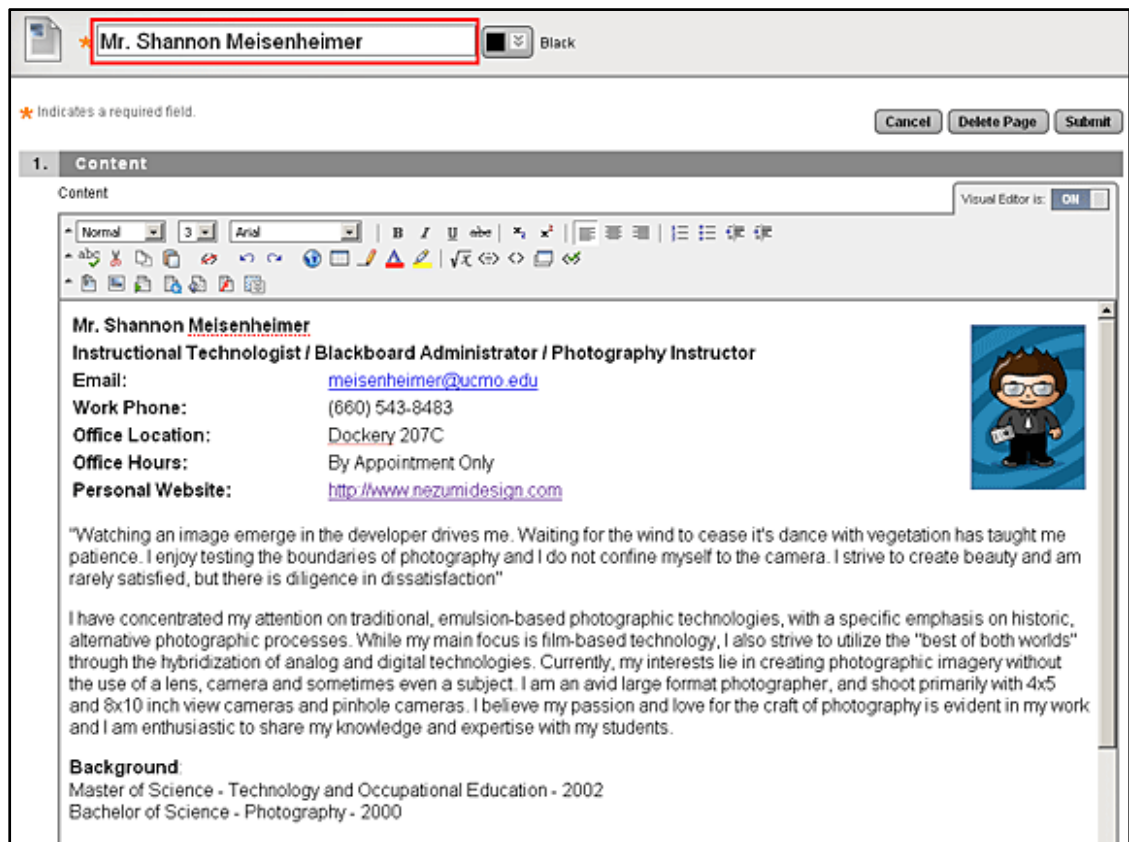 Mr. Shannon Meisenheimer
Black
Indicates a required field.
Cancel Delete Page Submit
1. Content
Content
Visual Editor is: ON
Normal 3 Arial B I U abc x₂ x²
abc √x
Mr. Shannon Meisenheimer
Instructional Technologist / Blackboard Administrator / Photography Instructor
Email: meisenheimer@ucmo.edu
Work Phone: (660) 543-8483
Office Location: Dockery 207C
Office Hours: By Appointment Only
Personal Website: http://www.nezumidesign.com
"Watching an image emerge in the developer drives me. Waiting for the wind to cease it's dance with vegetation has taught me
patience. I enjoy testing the boundaries of photography and I do not confine myself to the camera. I strive to create beauty and am
rarely satisfied, but there is diligence in dissatisfaction"
I have concentrated my attention on traditional, emulsion-based photographic technologies, with a specific emphasis on historic,
alternative photographic processes. While my main focus is film-based technology, I also strive to utilize the "best of both worlds"
through the hybridization of analog and digital technologies. Currently, my interests lie in creating photographic imagery without
the use of a lens, camera and sometimes even a subject. I am an avid large format photographer, and shoot primarily with 4x5
and 8x10 inch view cameras and pinhole cameras. I believe my passion and love for the craft of photography is evident in my work
and I am enthusiastic to share my knowledge and expertise with my students.
Background:
Master of Science - Technology and Occupational Education - 2002
Bachelor of Science - Photography - 2000